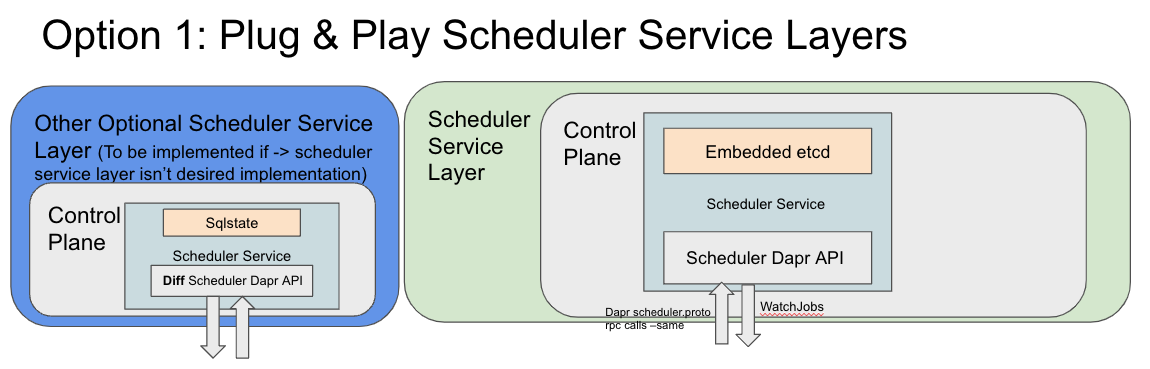 Option 1: Plug & Play Scheduler Service Layers
Other Optional Scheduler Service
Layer (To be implemented if -> scheduler
service layer isn't desired implementation)
Control
Plane
Sqlstate
Scheduler Service
Diff Scheduler Dapr API
Scheduler
Service
Layer
Control
Plane
Embedded etcd
Scheduler Service
Scheduler Dapr API
Dapr scheduler.proto
rpc calls –same
WatchJobs